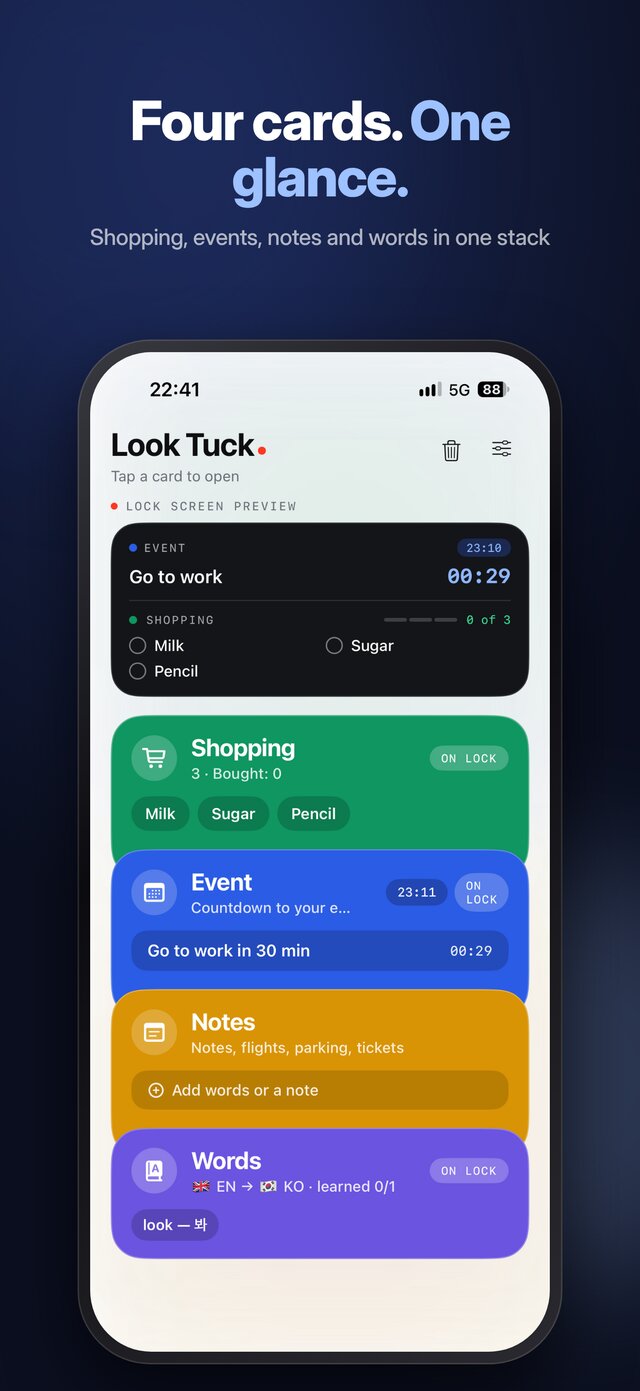 Four cards. One
glance.
Shopping, events, notes and words in one stack
22:41
5G 88
Look Tuck.
Tap a card to open
LOCK SCREEN PREVIEW
EVENT 23:10
Go to work 00:29
SHOPPING 0 of 3
Milk Sugar
Pencil
Shopping
3 · Bought: 0
ON LOCK
Milk Sugar Pencil
Event
Countdown to your e...
23:11
ON
LOCK
Go to work in 30 min 00:29
Notes
Notes, flights, parking, tickets
Add words or a note
Words
🇬🇧 EN → 🇰🇷 KO · learned 0/1
ON LOCK
look — 봐